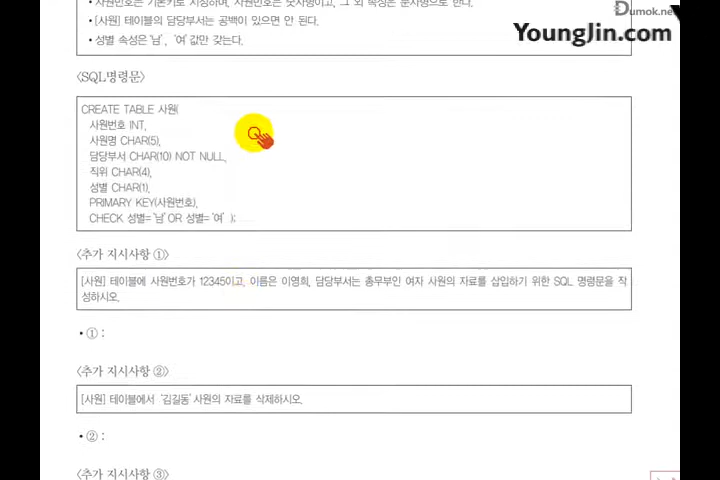 • 사원번호는 기본키로 지정하며, 사원번호는 숫자형이고, 그 외 속성은 문자형으로 한다.
Dumok.net
• [사원] 테이블의 담당부서는 공백이 있으면 안 된다.
YoungJin.com
• 성별 속성은 '남', '여' 값만 갖는다.
<SQL명령문>
CREATE TABLE 사원(
사원번호 INT,
사원명 CHAR(5),
담당부서 CHAR(10) NOT NULL,
직위 CHAR(4),
성별 CHAR(1),
PRIMARY KEY(사원번호),
CHECK 성별='남' OR 성별='여' );
<추가 지시사항 ①>
[사원] 테이블에 사원번호가 12345이고, 이름은 이영희, 담당부서는 총무부인 여자 사원의 자료를 삽입하기 위한 SQL 명령문을 작
성하시오.
• ① :
<추가 지시사항 ②>
[사원] 테이블에서 '김길동' 사원의 자료를 삭제하시오.
• ② :
<추가 지시사항 ③>